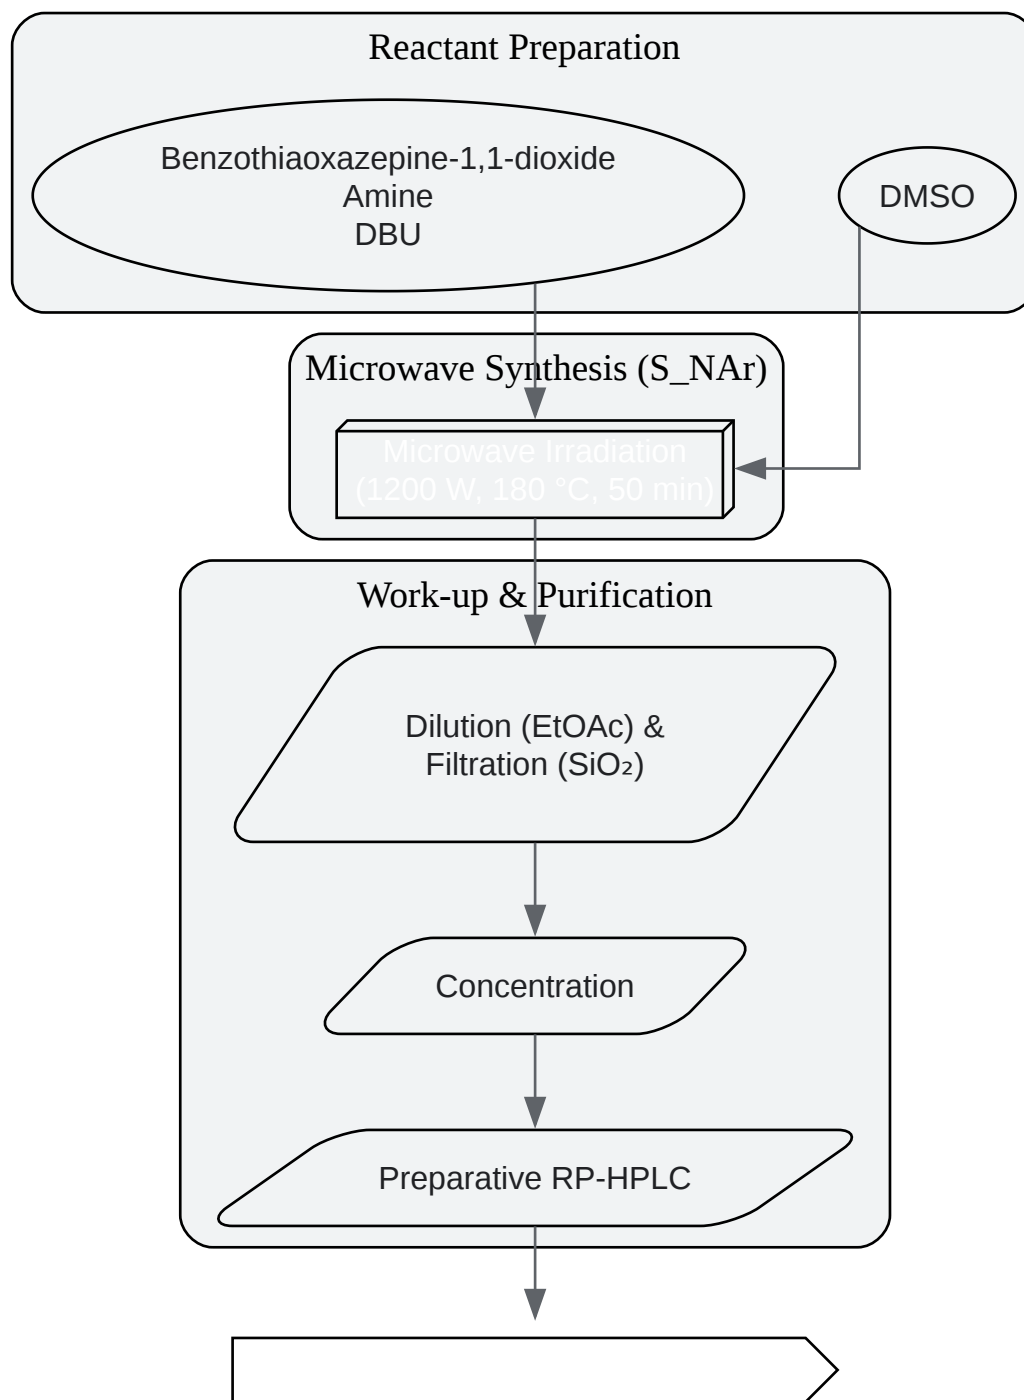 Reactant Preparation
Benzothiaoxazepine-1,1-dioxide
Amine
DBU
DMSO
Microwave Synthesis (S_NAr)
Microwave Irradiation
(1200 W, 180 °C, 50 min)
Work-up & Purification
Dilution (EtOAc) &
Filtration (SiO₂)
Concentration
Preparative RP-HPLC